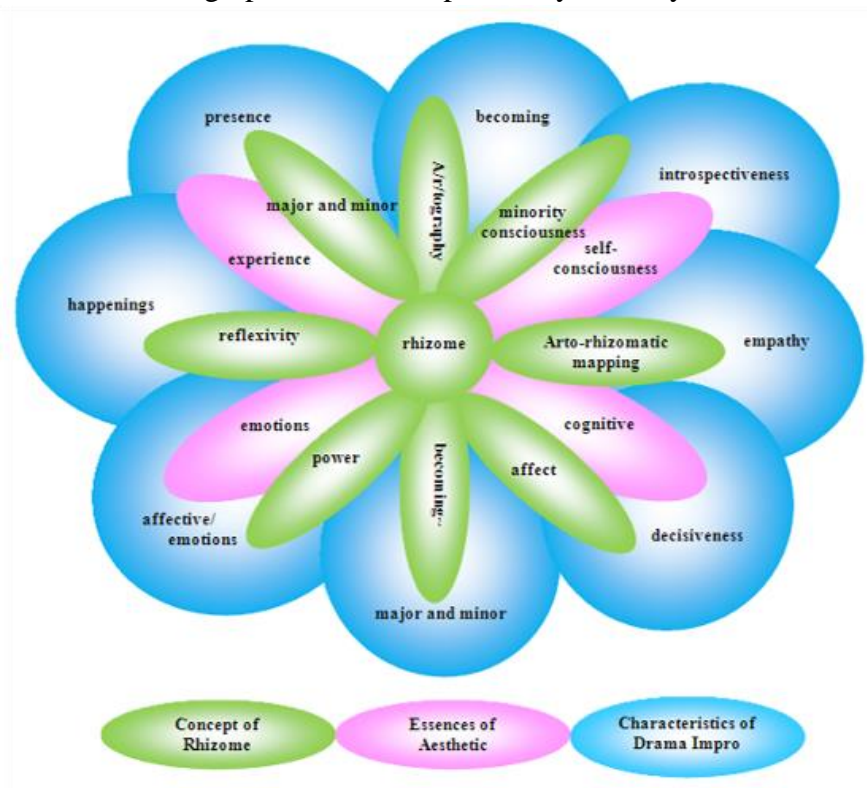 presence
becoming
introspectiveness
A/r/tography
major and minor
minority
consciousness
experience
self-
consciousness
happenings
reflexivity
rhizome
Arto-rhizomatic
mapping
empathy
emotions
cognitive
power
becoming..
affect
affective/
emotions
decisiveness
major and minor
Concept of
Rhizome
Essences of
Aesthetic
Characteristics of
Drama Impro